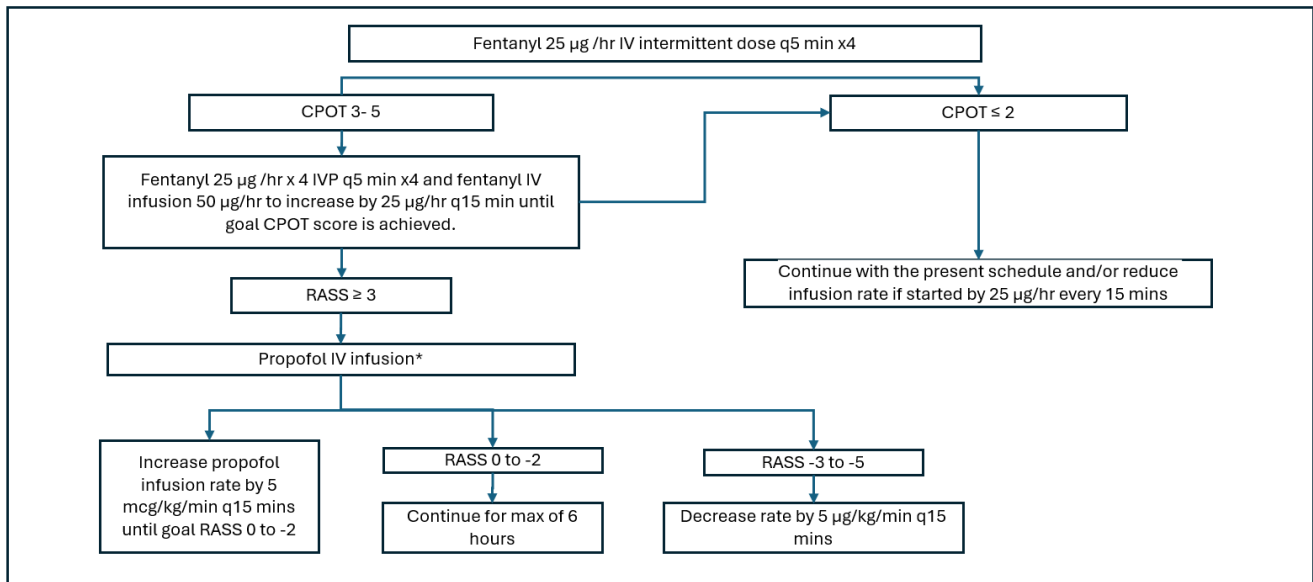 Fentanyl 25 µg /hr IV intermittent dose q5 min x4
CPOT 3- 5
CPOT ≤ 2
Fentanyl 25 µg /hr x 4 IVP q5 min x4 and fentanyl IV
infusion 50 µg/hr to increase by 25 µg/hr q15 min until
goal CPOT score is achieved.
Continue with the present schedule and/or reduce
infusion rate if started by 25 µg/hr every 15 mins
RASS ≥ 3
Propofol IV infusion*
Increase propofol
infusion rate by 5
mcg/kg/min q15 mins
until goal RASS 0 to -2
RASS 0 to -2
Continue for max of 6
hours
RASS -3 to -5
Decrease rate by 5 µg/kg/min q15
mins